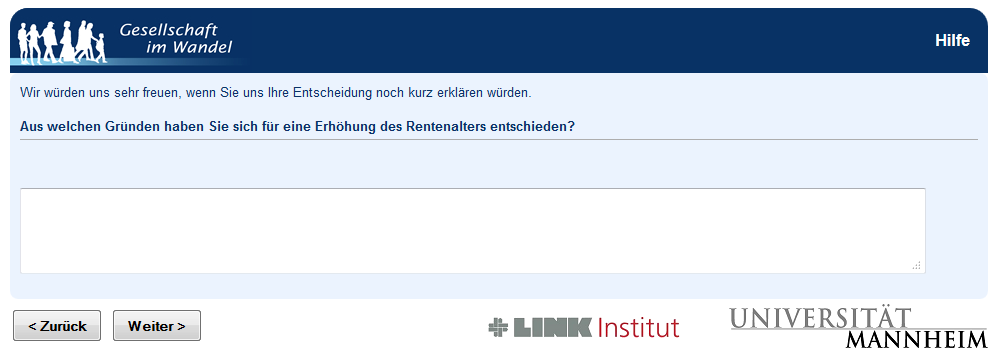 Gesellschaft
im Wandel
Hilfe
Wir würden uns sehr freuen, wenn Sie uns Ihre Entscheidung noch kurz erklären würden.
Aus welchen Gründen haben Sie sich für eine Erhöhung des Rentenalters entschieden?
< Zurück
Weiter >
LINK Institut
UNIVERSITÄT
MANNHEIM